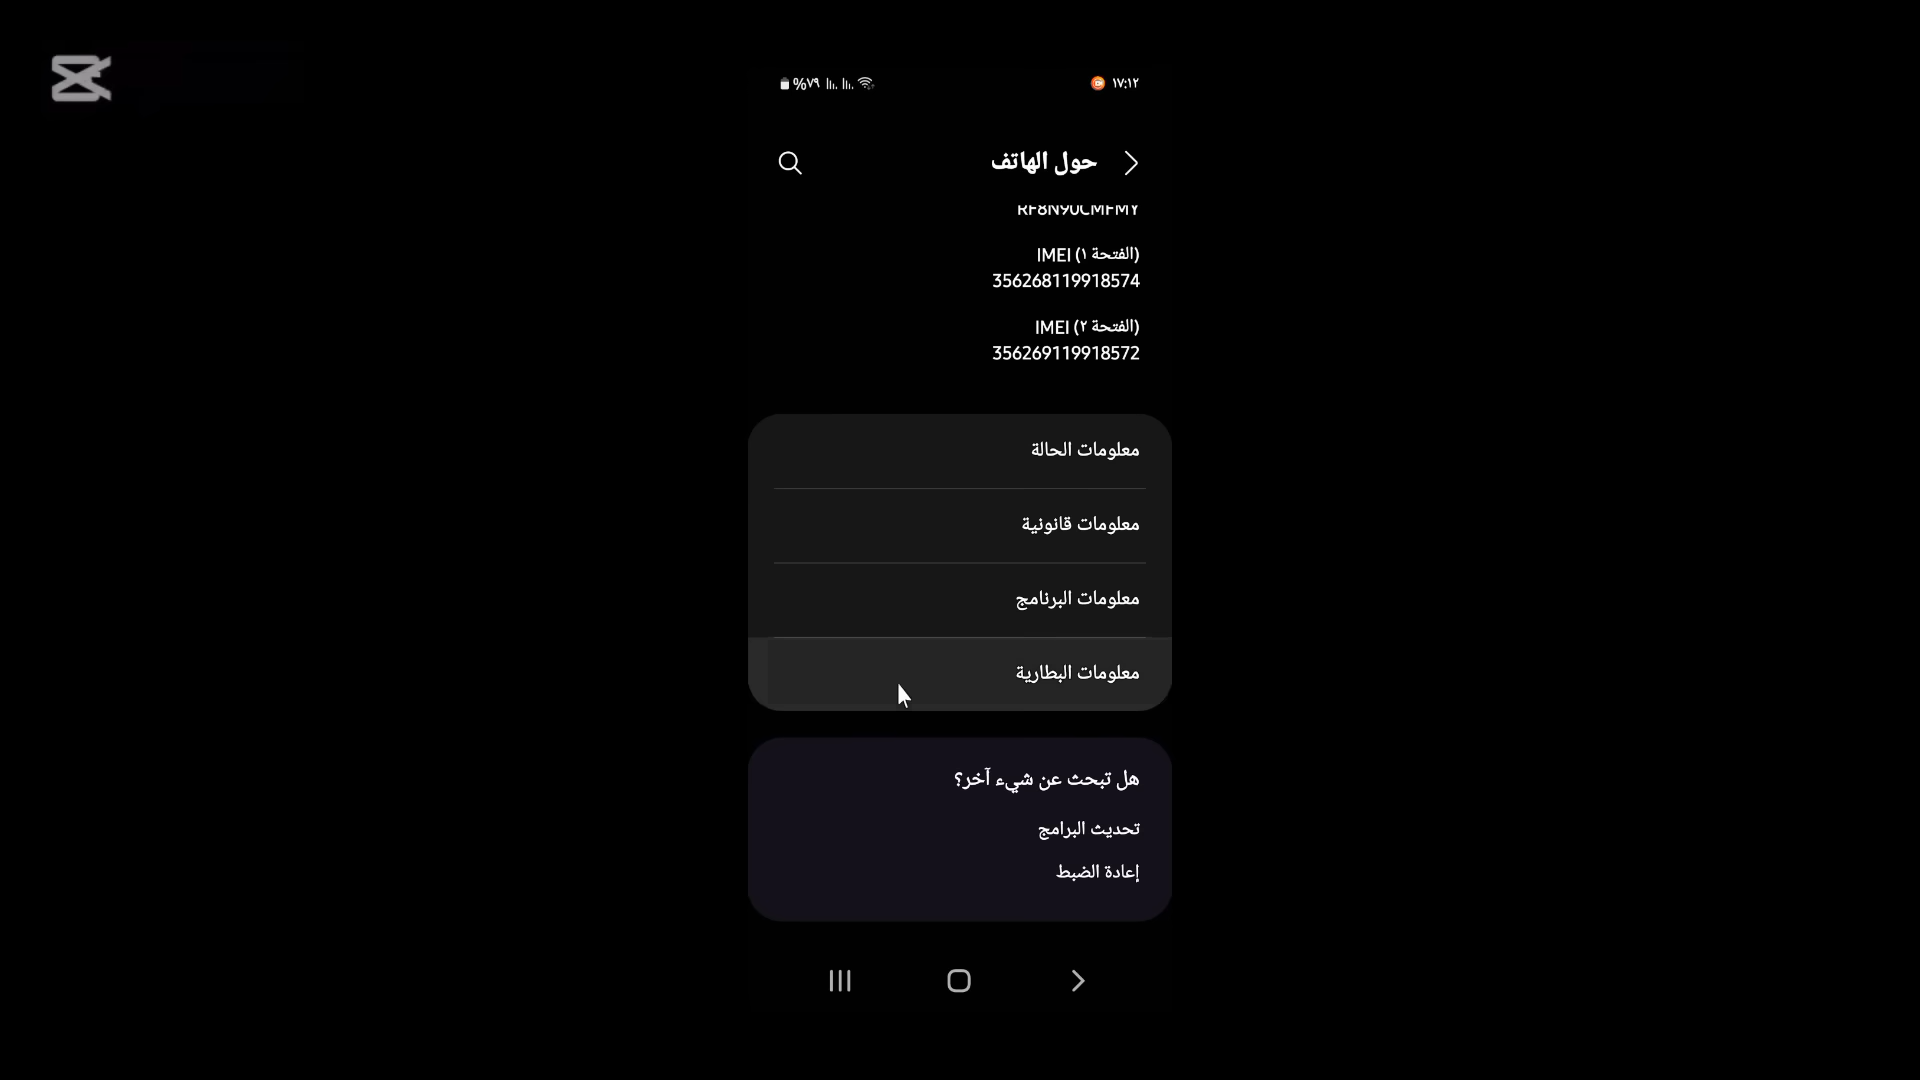 ١٧:١٢ %٧٩
حول الهاتف
RF8N90CMFMY
IMEI (الفتحة ١)
356268119918574
IMEI (الفتحة ٢)
356269119918572
معلومات الحالة
معلومات قانونية
معلومات البرنامج
معلومات البطارية
هل تبحث عن شيء آخر؟
تحديث البرامج
إعادة الضبط